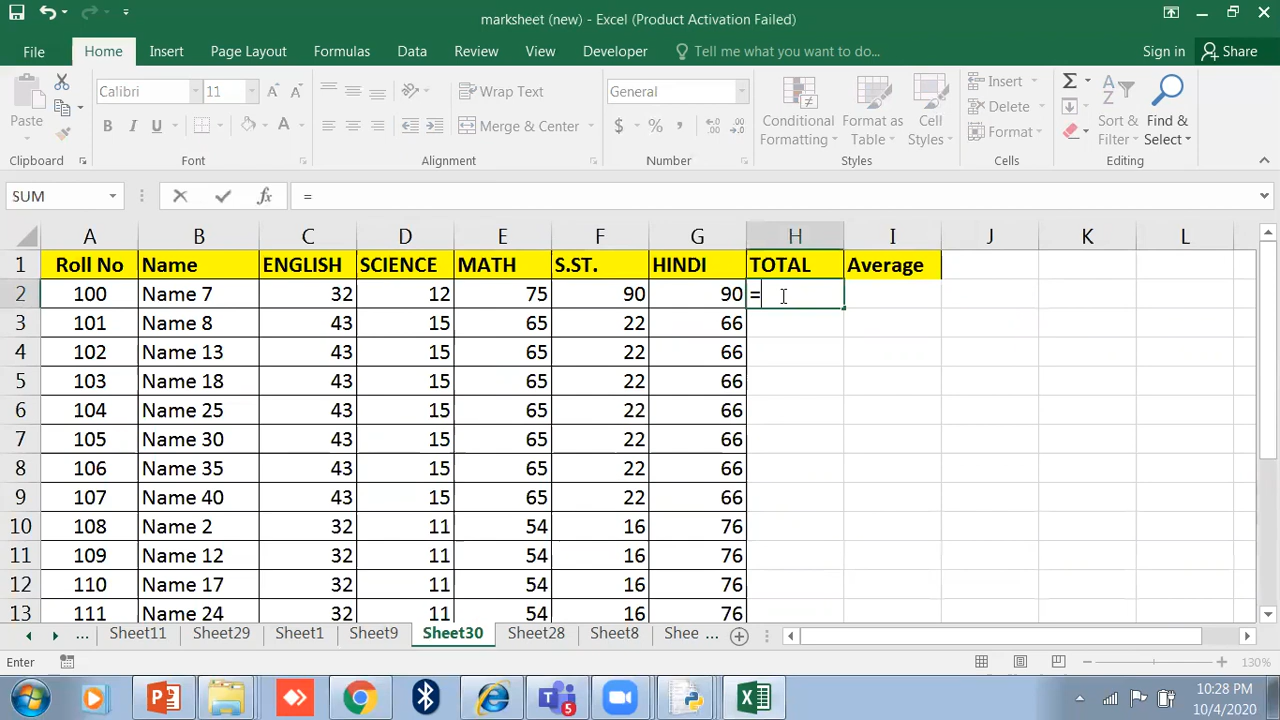 marksheet (new) - Excel (Product Activation Failed)
File Home Insert Page Layout Formulas Data Review View Developer Tell me what you want to do... Sign in Share
Paste Calibri 11 Wrap Text General Insert
B I U Merge & Center $ % , Conditional Formatting Format as Table Cell Styles Delete Format Sort & Filter Find & Select
Clipboard Font Alignment Number Styles Cells Editing
SUM fx =
A B C D E F G H I J K L
1 Roll No Name ENGLISH SCIENCE MATH S.ST. HINDI TOTAL Average
2 100 Name 7 32 12 75 90 90 =
3 101 Name 8 43 15 65 22 66
4 102 Name 13 43 15 65 22 66
5 103 Name 18 43 15 65 22 66
6 104 Name 25 43 15 65 22 66
7 105 Name 30 43 15 65 22 66
8 106 Name 35 43 15 65 22 66
9 107 Name 40 43 15 65 22 66
10 108 Name 2 32 11 54 16 76
11 109 Name 12 32 11 54 16 76
12 110 Name 17 32 11 54 16 76
13 111 Name 24 32 11 54 16 76
... Sheet11 Sheet29 Sheet1 Sheet9 Sheet30 Sheet28 Sheet8 Shee ...
Enter 130%
5 10:28 PM
10/4/2020